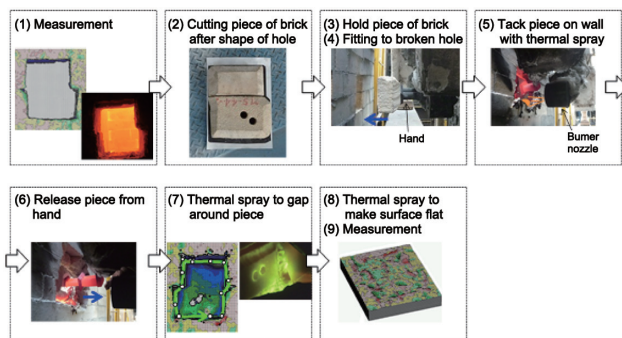 (1) Measurement
(2) Cutting piece of brick
after shape of hole
(3) Hold piece of brick
(4) Fitting to broken hole
Hand
(5) Tack piece on wall
with thermal spray
Burner
nozzle
(6) Release piece from
hand
(7) Thermal spray to gap
around piece
(8) Thermal spray to
make surface flat
(9) Measurement